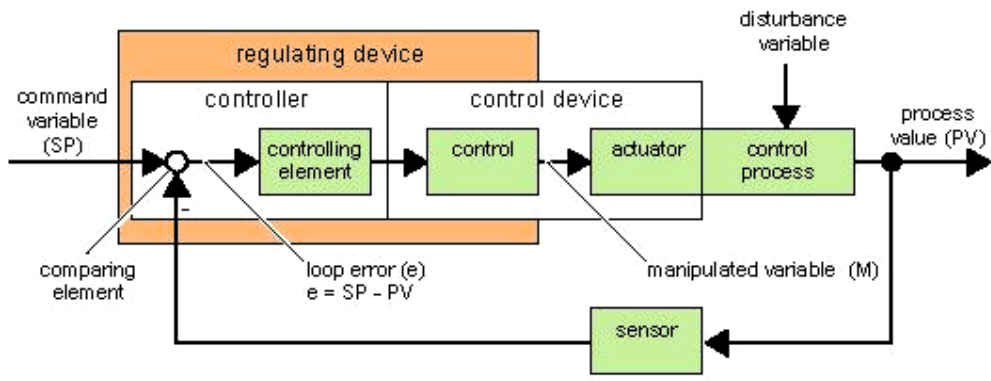 disturbance
variable
regulating device
command
variable
(SP)
controller
control device
process
value (PV)
controlling
element
control
actuator
control
process
-
comparing
element
loop error (e)
e = SP - PV
manipulated variable (M)
sensor